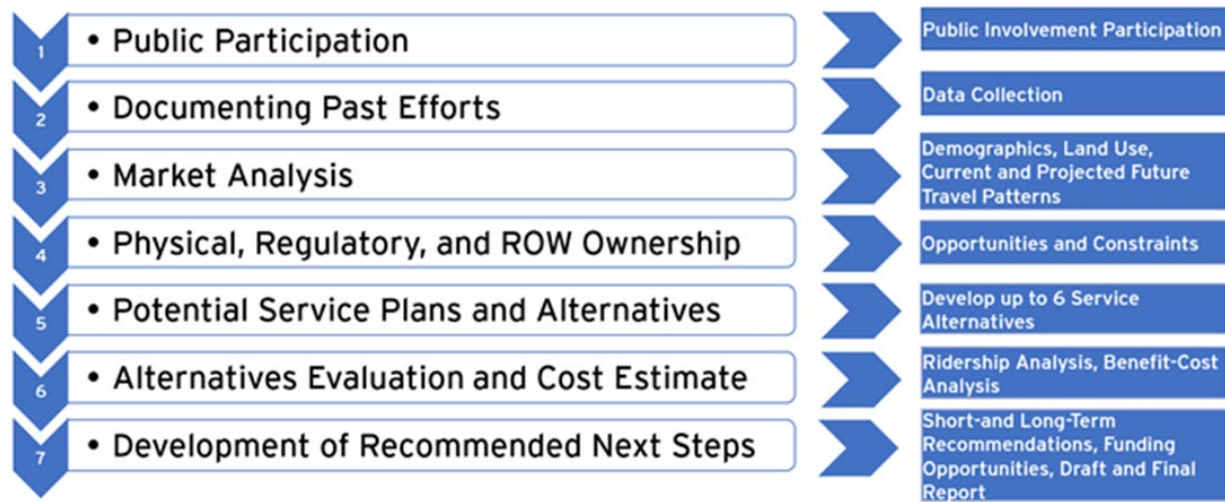 1
• Public Participation
Public Involvement Participation
2
• Documenting Past Efforts
Data Collection
3
• Market Analysis
Demographics, Land Use,
Current and Projected Future
Travel Patterns
4
• Physical, Regulatory, and ROW Ownership
Opportunities and Constraints
5
• Potential Service Plans and Alternatives
Develop up to 6 Service
Alternatives
6
• Alternatives Evaluation and Cost Estimate
Ridership Analysis, Benefit-Cost
Analysis
7
• Development of Recommended Next Steps
Short-and Long-Term
Recommendations, Funding
Opportunities, Draft and Final
Report